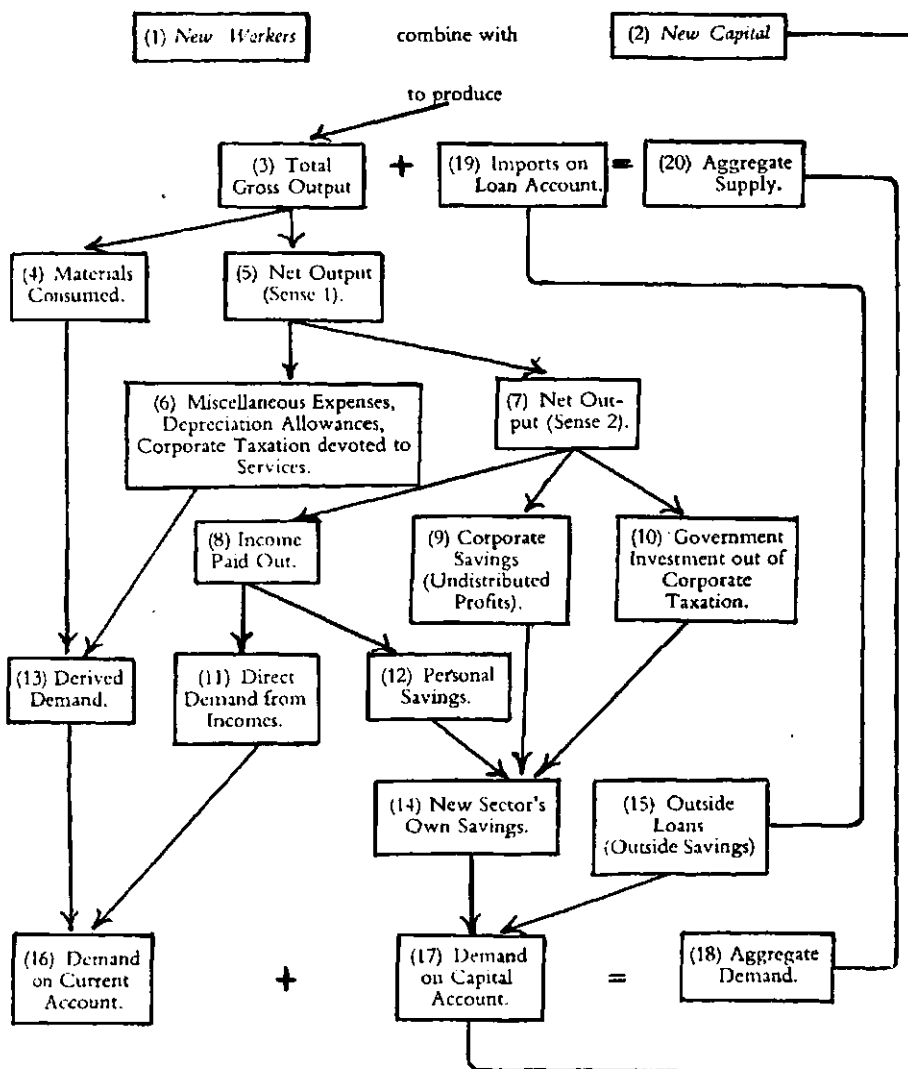 (1) New Workers combine with (2) New Capital
to produce
(3) Total
Gross Output
+
(19) Imports on
Loan Account.
=
(20) Aggregate
Supply.
(4) Materials
Consumed.
(5) Net Output
(Sense 1).
(6) Miscellaneous Expenses,
Depreciation Allowances,
Corporate Taxation devoted to
Services.
(7) Net Out-
put (Sense 2).
(8) Income
Paid Out.
(9) Corporate
Savings
(Undistributed
Profits).
(10) Government
Investment out of
Corporate
Taxation.
(13) Derived
Demand.
(11) Direct
Demand from
Incomes.
(12) Personal
Savings.
(14) New Sector's
Own Savings.
(15) Outside
Loans
(Outside Savings)
(16) Demand
on Current
Account.
+
(17) Demand
on Capital
Account.
=
(18) Aggregate
Demand.